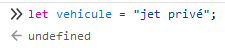 let vehicule = "jet privé";
undefined